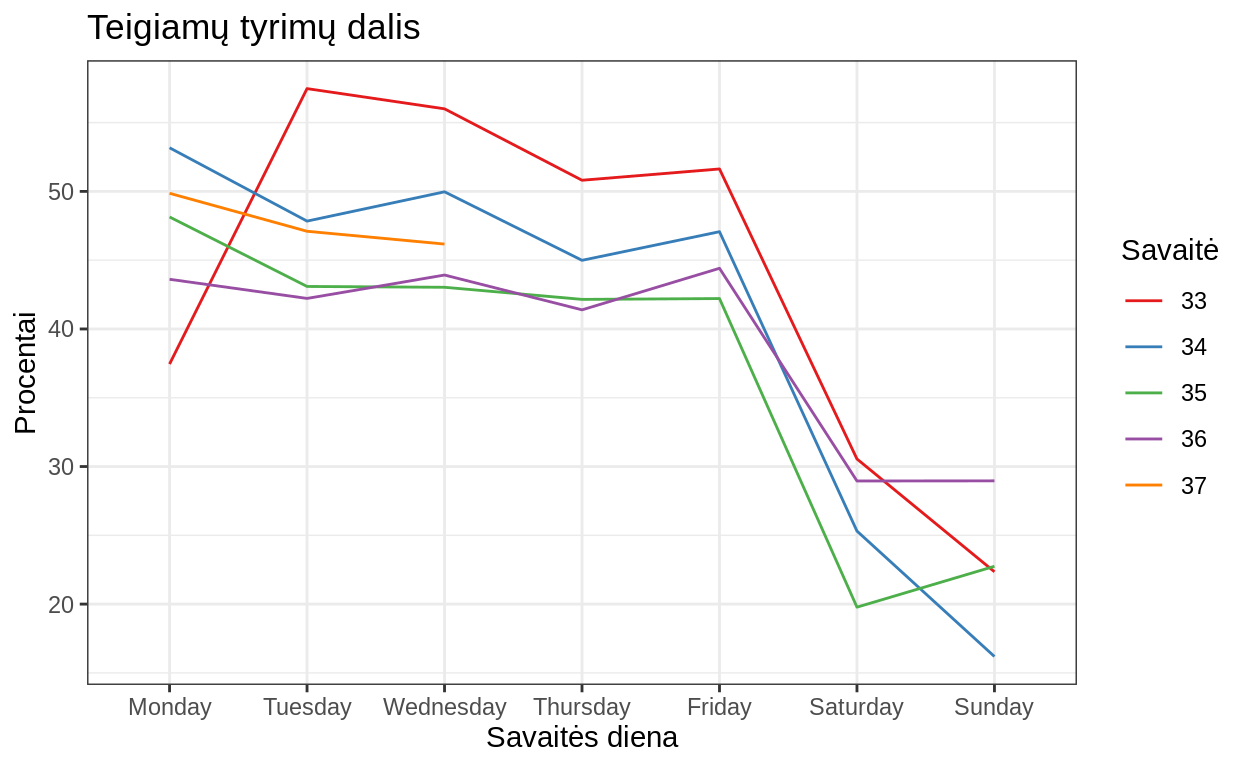 Teigiamų tyrimų dalis
Procentai
50
40
30
20
Monday Tuesday Wednesday Thursday Friday Saturday Sunday
Savaitės diena
Savaitė
33
34
35
36
37